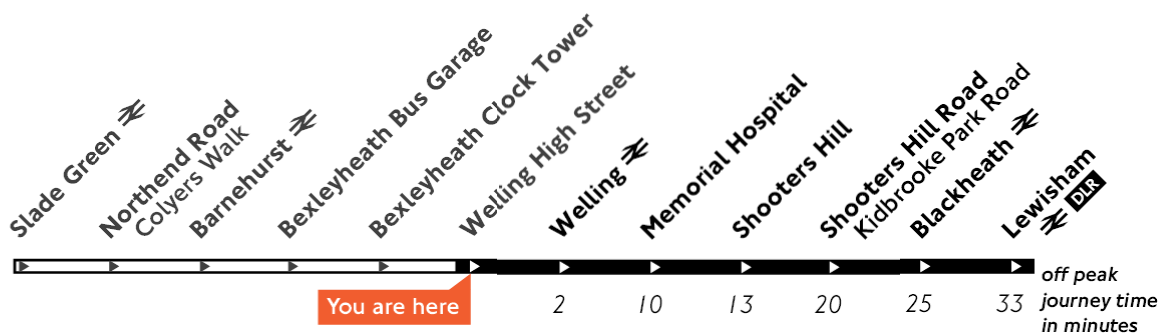 Slade Green
Northend Road
Colyers Walk
Barnehurst
Bexleyheath Bus Garage
Bexleyheath Clock Tower
Welling High Street
Welling
Memorial Hospital
Shooters Hill
Shooters Hill Road
Kidbrooke Park Road
Blackheath
Lewisham
DLR
You are here
2
10
13
20
25
33
off peak
journey time
in minutes